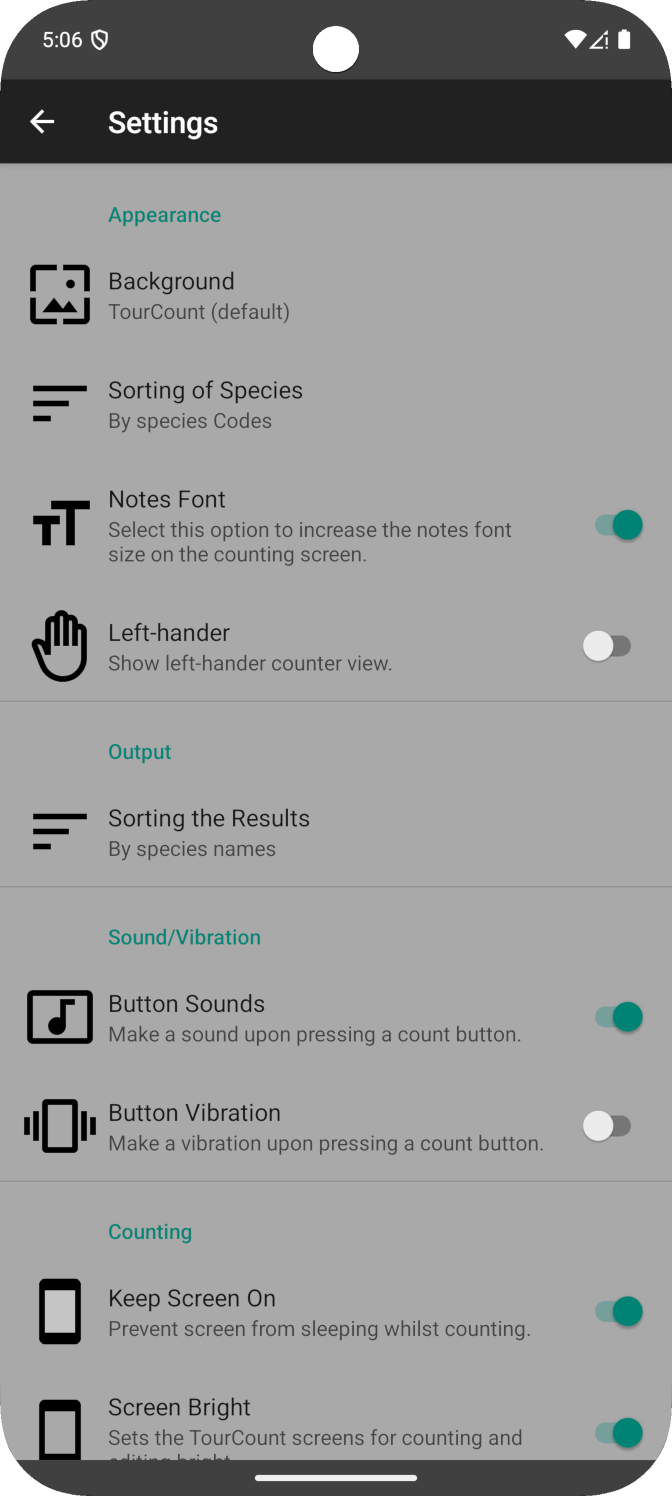 5:06
Settings
Appearance
Background
TourCount (default)
Sorting of Species
By species Codes
Notes Font
Select this option to increase the notes font
size on the counting screen.
Left-hander
Show left-hander counter view.
Output
Sorting the Results
By species names
Sound/Vibration
Button Sounds
Make a sound upon pressing a count button.
Button Vibration
Make a vibration upon pressing a count button.
Counting
Keep Screen On
Prevent screen from sleeping whilst counting.
Screen Bright
Sets the TourCount screens for counting and
editing bright.